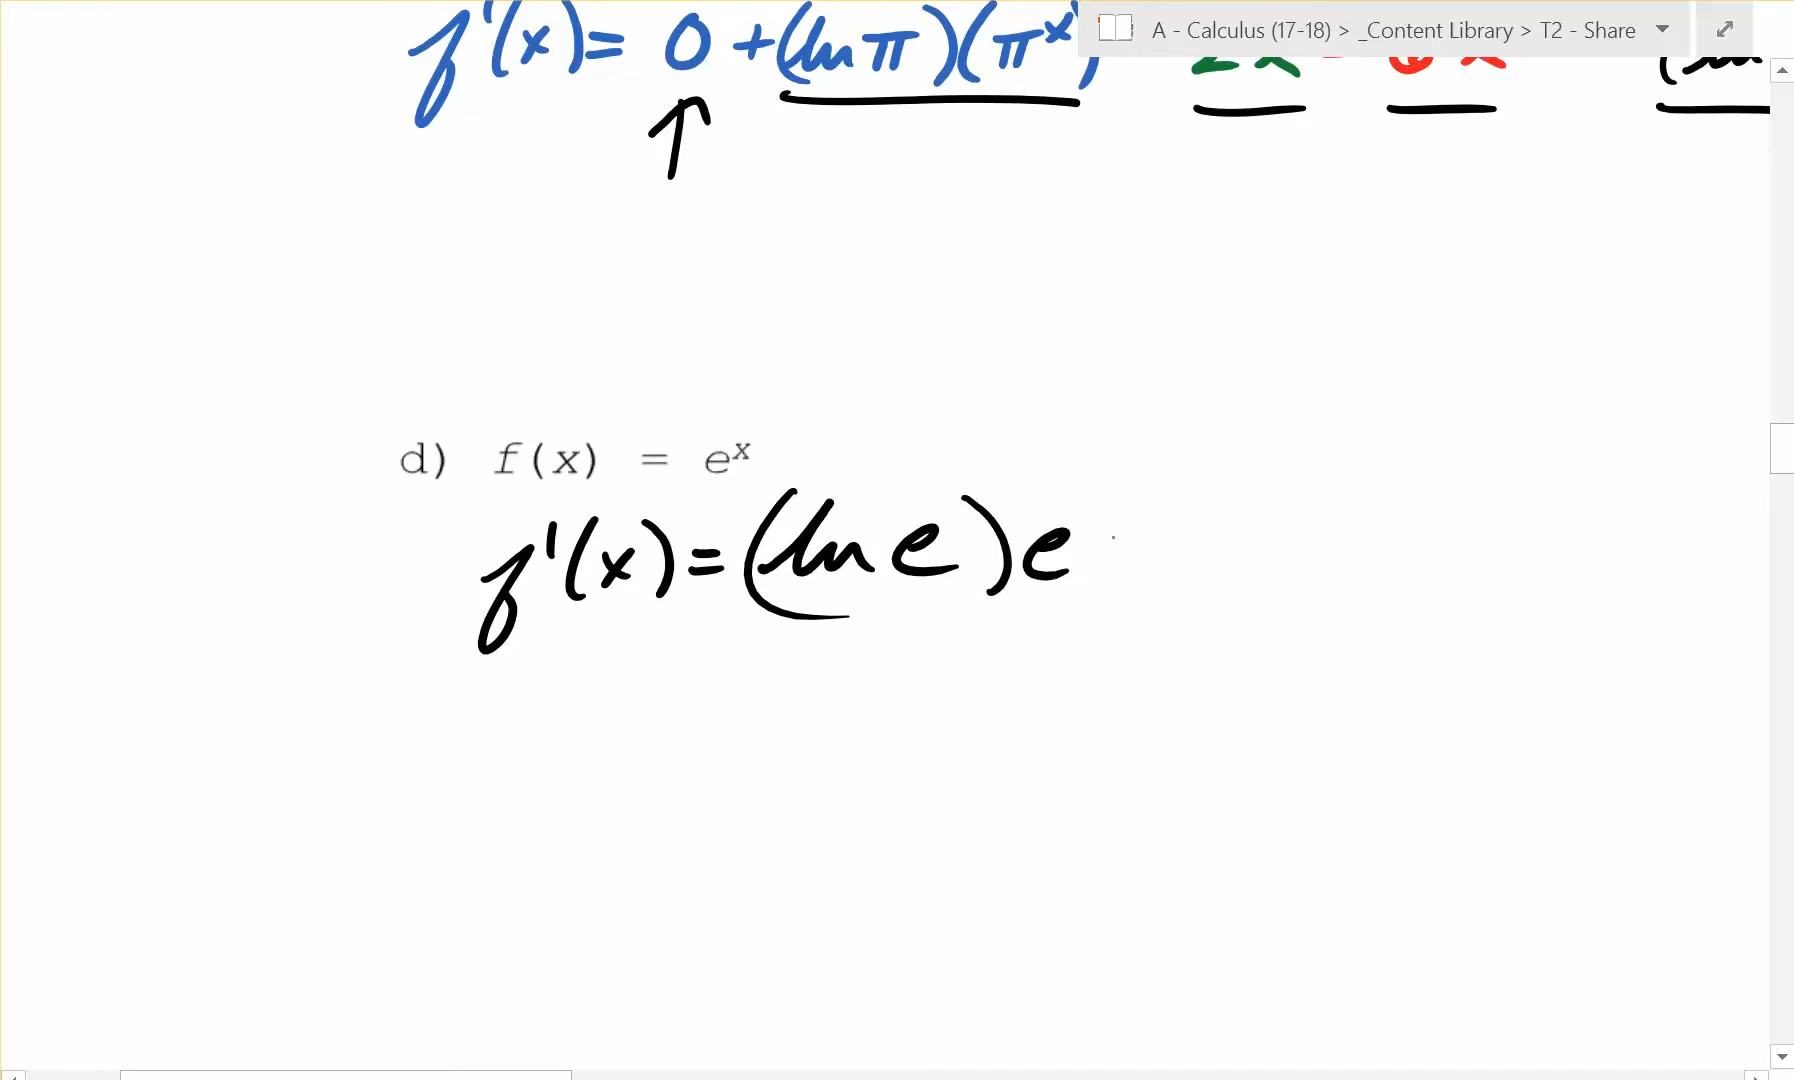 A - Calculus (17-18) > _Content Library > T2 - Share
f'(x) = 0 + (ln π)(π^x)
d) f(x) = e^x
f'(x) = (ln e)e